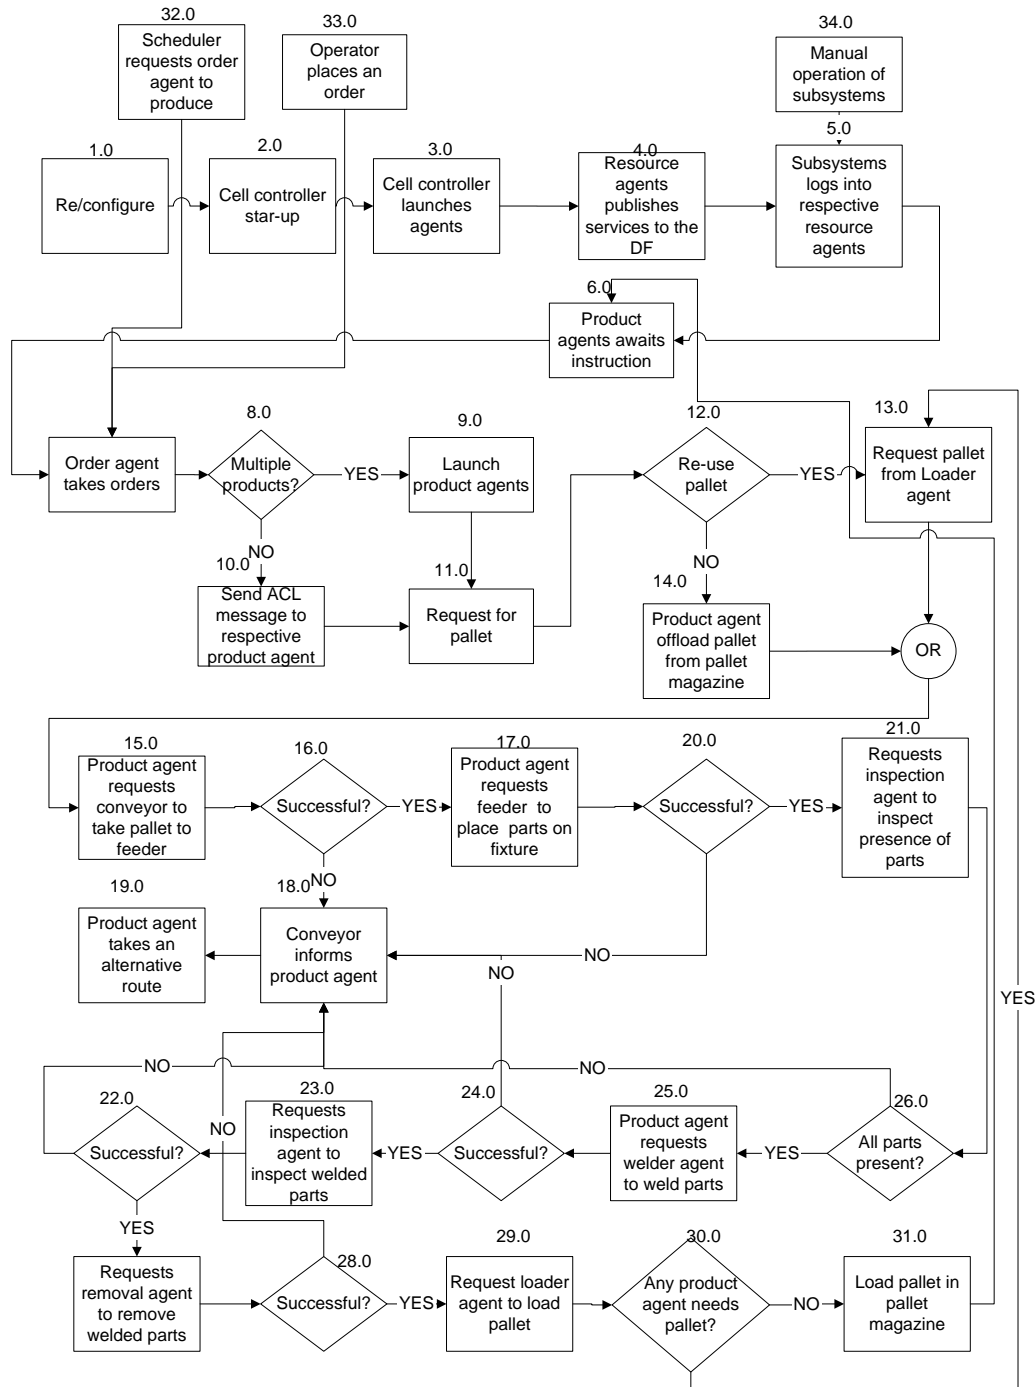 32.0
33.0
34.0
Scheduler
requests order
agent to
produce
Operator
places an
order
Manual
operation of
subsystems
1.0
2.0
3.0
4.0
5.0
Re/configure
Cell controller
star-up
Cell controller
launches
agents
Resource
agents
publishes
services to the
DF
Subsystems
logs into
respective
resource
agents
6.0
Product
agents awaits
instruction
8.0
9.0
12.0
13.0
Order agent
takes orders
Multiple
products?
YES
Launch
product agents
Re-use
pallet
YES
Request pallet
from Loader
agent
NO
NO
10.0
11.0
14.0
Send ACL
message to
respective
product agent
Request for
pallet
Product agent
offload pallet
from pallet
magazine
OR
15.0
16.0
17.0
20.0
21.0
Product agent
requests
conveyor to
take pallet to
feeder
Successful?
YES
Product agent
requests
feeder to
place parts on
fixture
Successful?
YES
Requests
inspection
agent to
inspect
presence of
parts
NO
19.0
18.0
Product agent
takes an
alternative
route
Conveyor
informs
product agent
NO
NO
YES
NO
NO
22.0
23.0
24.0
25.0
26.0
NO
Successful?
Requests
inspection
agent to
inspect welded
parts
YES
Successful?
Product agent
requests
welder agent
to weld parts
YES
All parts
present?
YES
28.0
29.0
30.0
31.0
Requests
removal agent
to remove
welded parts
Successful?
YES
Request loader
agent to load
pallet
Any product
agent needs
pallet?
NO
Load pallet in
pallet
magazine